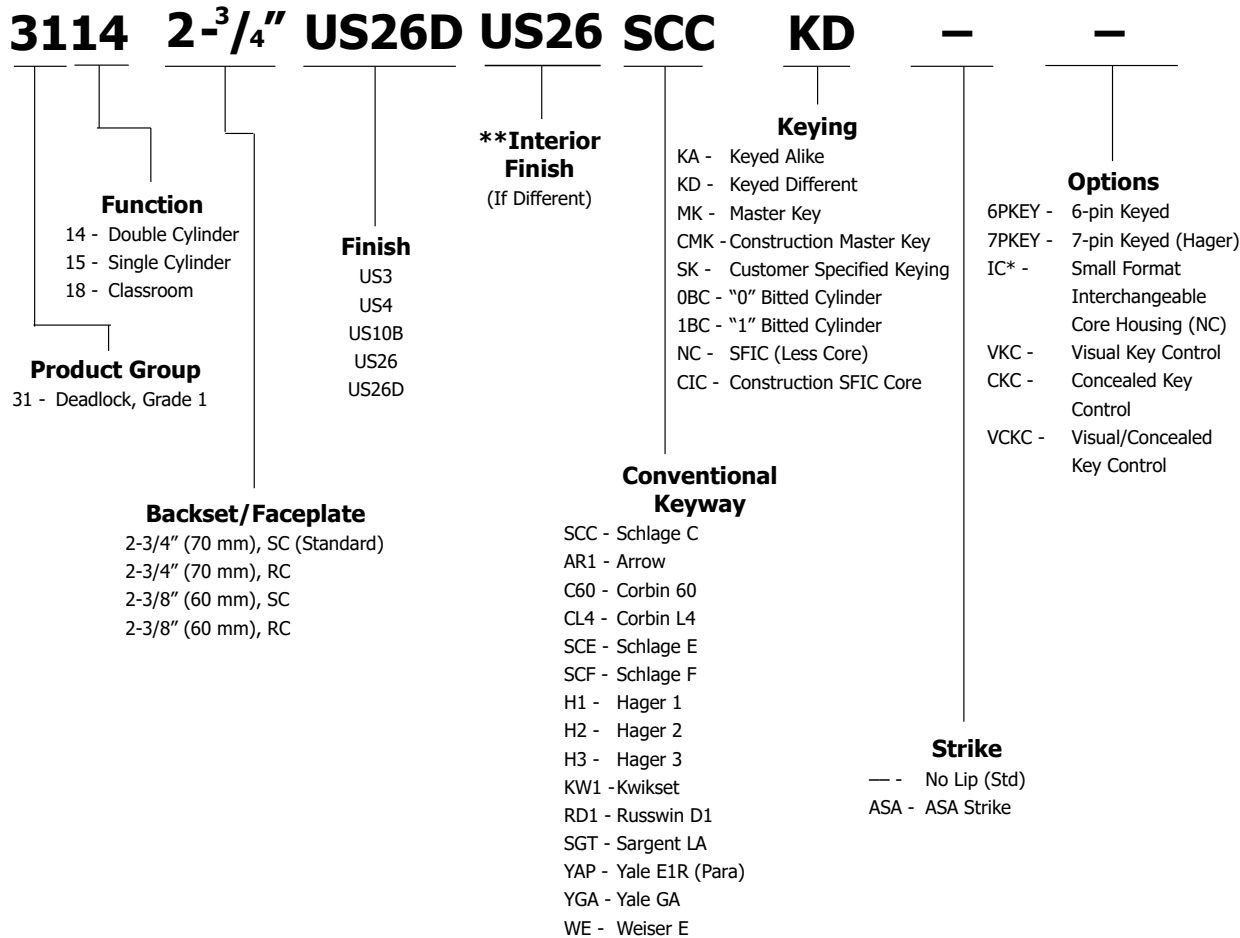 3114 2-3/4" US26D US26 SCC KD – –
Function
14 - Double Cylinder
15 - Single Cylinder
18 - Classroom
Product Group
31 - Deadlock, Grade 1
Backset/Faceplate
2-3/4" (70 mm), SC (Standard)
2-3/4" (70 mm), RC
2-3/8" (60 mm), SC
2-3/8" (60 mm), RC
Finish
US3
US4
US10B
US26
US26D
**Interior
Finish
(If Different)
Conventional
Keyway
SCC - Schlage C
AR1 - Arrow
C60 - Corbin 60
CL4 - Corbin L4
SCE - Schlage E
SCF - Schlage F
H1 - Hager 1
H2 - Hager 2
H3 - Hager 3
KW1 -Kwikset
RD1 - Russwin D1
SGT - Sargent LA
YAP - Yale E1R (Para)
YGA - Yale GA
WE - Weiser E
Keying
KA - Keyed Alike
KD - Keyed Different
MK - Master Key
CMK - Construction Master Key
SK - Customer Specified Keying
0BC - “0” Bitted Cylinder
1BC - “1” Bitted Cylinder
NC - SFIC (Less Core)
CIC - Construction SFIC Core
Strike
— - No Lip (Std)
ASA - ASA Strike
Options
6PKEY - 6-pin Keyed
7PKEY - 7-pin Keyed (Hager)
IC* - Small Format
Interchangeable
Core Housing (NC)
VKC - Visual Key Control
CKC - Concealed Key
Control
VCKC - Visual/Concealed
Key Control